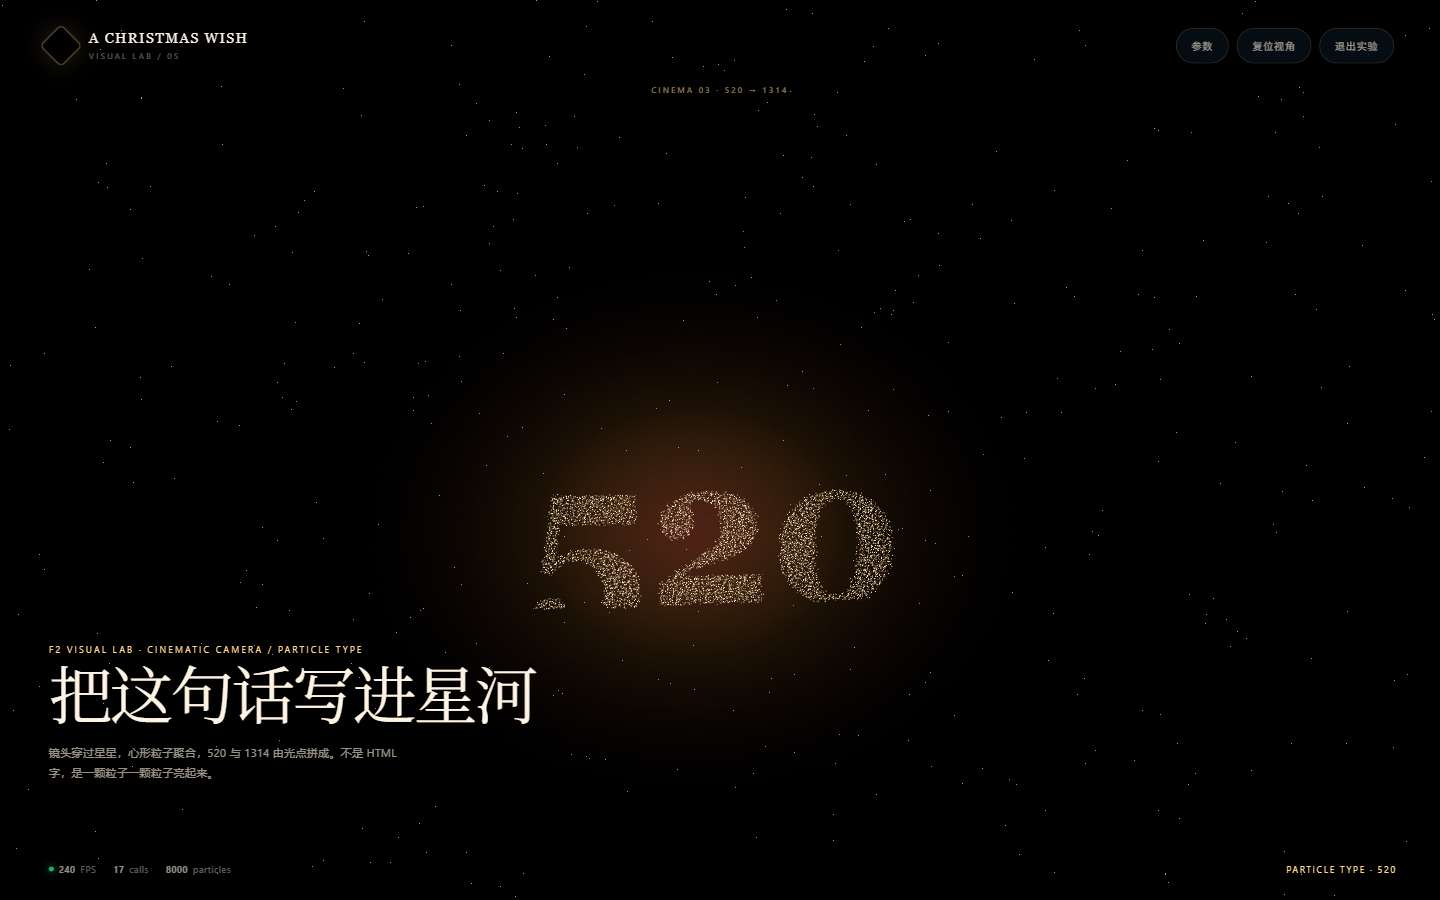 A CHRISTMAS WISH
VISUAL LAB / 05
参数
复位视角
退出实验
CINEMA 03 · 520 → 1314
520
F2 VISUAL LAB · CINEMATIC CAMERA / PARTICLE TYPE
把这句话写进星河
镜头穿过星星，心形粒子聚合，520 与 1314 由光点拼成。不是 HTML
字，是一颗粒子一颗粒子亮起来。
240 FPS 17 calls 8000 particles
PARTICLE TYPE · 520